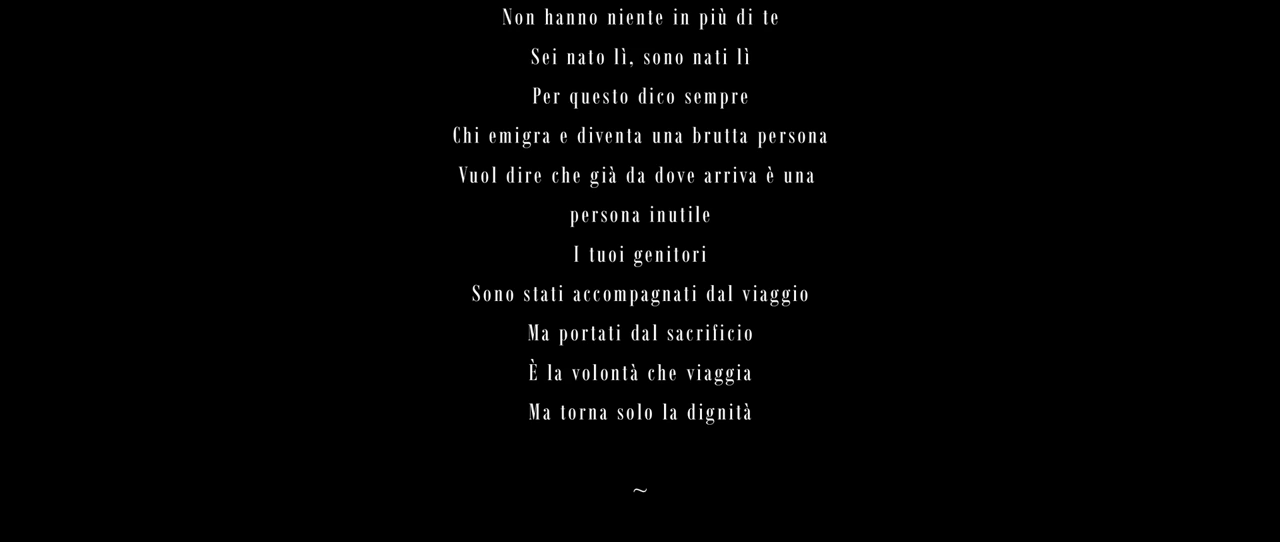 Non hanno niente in più di te
Sei nato lì, sono nati lì
Per questo dico sempre
Chi emigra e diventa una brutta persona
Vuol dire che già da dove arriva è una
persona inutile
I tuoi genitori
Sono stati accompagnati dal viaggio
Ma portati dal sacrificio
È la volontà che viaggia
Ma torna solo la dignità
~